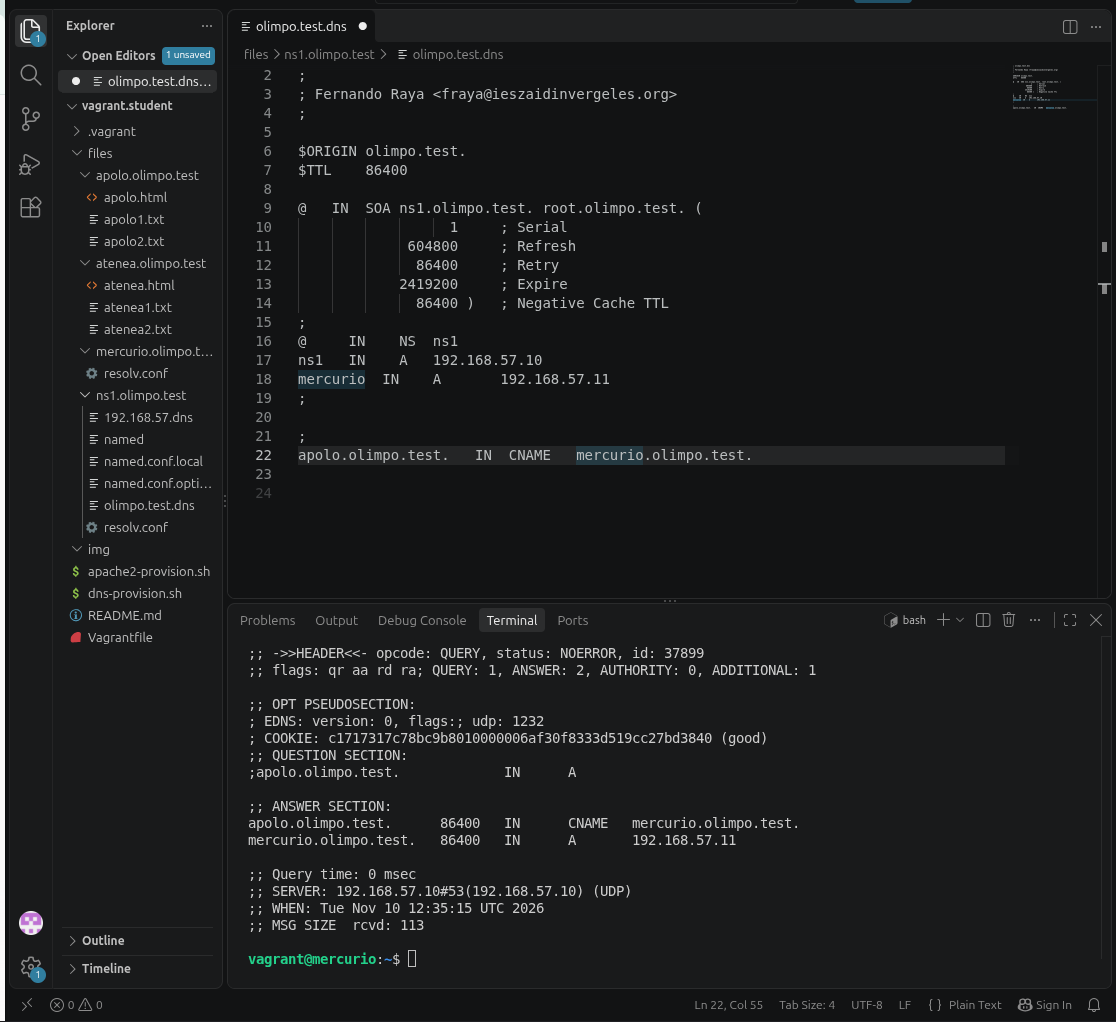 Explorer
Open Editors 1 unsaved
olimpo.test.dns...
vagrant.student
.vagrant
files
apolo.olimpo.test
apolo.html
apolo1.txt
apolo2.txt
atenea.olimpo.test
atenea.html
atenea1.txt
atenea2.txt
mercurio.olimpo.t...
resolv.conf
ns1.olimpo.test
192.168.57.dns
named
named.conf.local
named.conf.opti...
olimpo.test.dns
resolv.conf
img
$ apache2-provision.sh
$ dns-provision.sh
README.md
Vagrantfile
Outline
Timeline
1
1
olimpo.test.dns
files > ns1.olimpo.test > olimpo.test.dns
2 ;
3 ; Fernando Raya <fraya@ieszaidinvergeles.org>
4 ;
5
6 $ORIGIN olimpo.test.
7 $TTL    86400
8
9 @   IN  SOA ns1.olimpo.test. root.olimpo.test. (
10 1     ; Serial
11 604800     ; Refresh
12 86400     ; Retry
13 2419200     ; Expire
14 86400 )   ; Negative Cache TTL
15 ;
16 @     IN    NS  ns1
17 ns1   IN    A   192.168.57.10
18 mercurio  IN    A       192.168.57.11
19 ;
20
21 ;
22 apolo.olimpo.test.   IN  CNAME   mercurio.olimpo.test.
23
24
Problems Output Debug Console Terminal Ports bash
;; ->>HEADER<<- opcode: QUERY, status: NOERROR, id: 37899
;; flags: qr aa rd ra; QUERY: 1, ANSWER: 2, AUTHORITY: 0, ADDITIONAL: 1
;; OPT PSEUDOSECTION:
; EDNS: version: 0, flags:; udp: 1232
; COOKIE: c1717317c78bc9b8010000006af30f8333d519cc27bd3840 (good)
;; QUESTION SECTION:
;apolo.olimpo.test.             IN      A
;; ANSWER SECTION:
apolo.olimpo.test.      86400   IN      CNAME   mercurio.olimpo.test.
mercurio.olimpo.test.   86400   IN      A       192.168.57.11
;; Query time: 0 msec
;; SERVER: 192.168.57.10#53(192.168.57.10) (UDP)
;; WHEN: Tue Nov 10 12:35:15 UTC 2026
;; MSG SIZE  rcvd: 113
vagrant@mercurio:~$
0 0 Ln 22, Col 55 Tab Size: 4 UTF-8 LF {} Plain Text Sign In